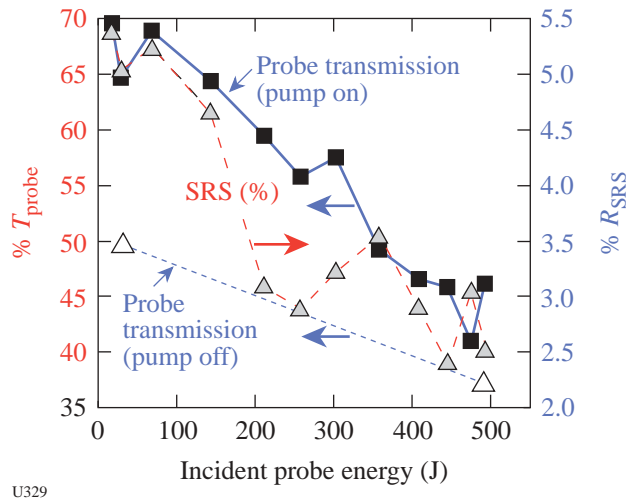 70
65
60
55
50
45
40
35
% T_probe
5.5
5.0
4.5
4.0
3.5
3.0
2.5
2.0
% R_SRS
Probe transmission
(pump on)
SRS (%)
Probe
transmission
(pump off)
0 100 200 300 400 500
Incident probe energy (J)
U329